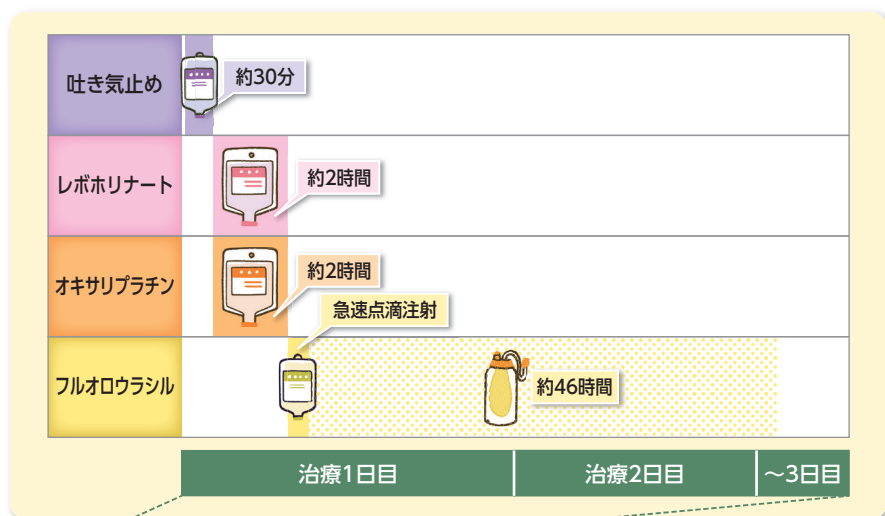 吐き気止め
約30分
レボホリナート
約2時間
オキサリプラチン
約2時間
急速点滴注射
フルオロウラシル
約46時間
治療1日目
治療2日目
～3日目